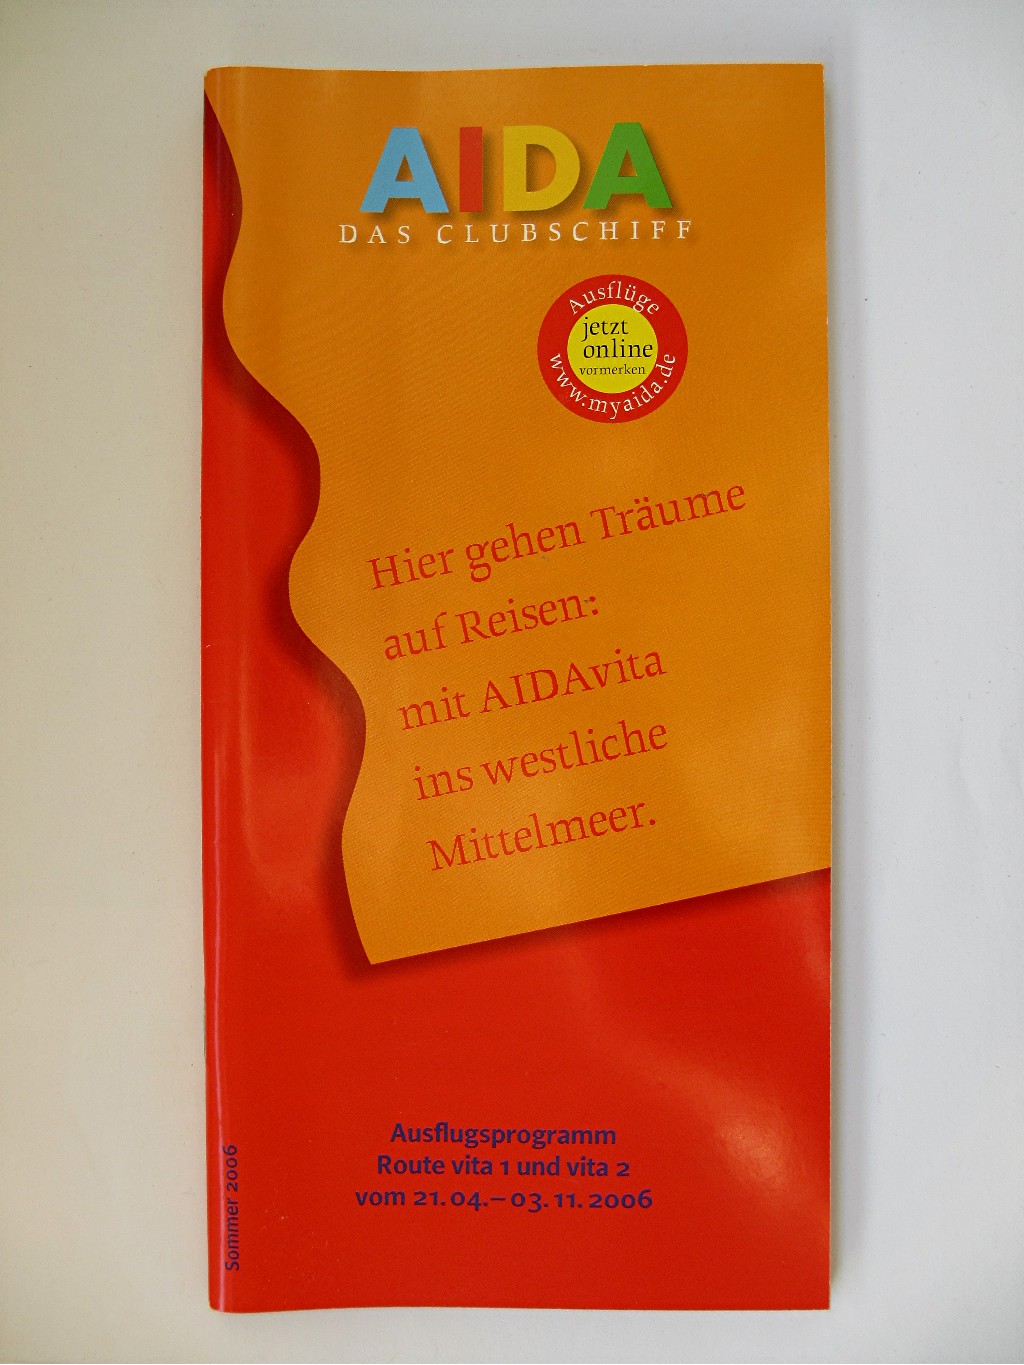 AIDA
DAS CLUBSCHIFF
Ausflüge
jetzt
online
vormerken
www.myaida.de
Hier gehen Träume
auf Reisen:
mit AIDAvita
ins westliche
Mittelmeer.
Ausflugsprogramm
Route vita 1 und vita 2
vom 21.04.–03.11.2006
Sommer 2006